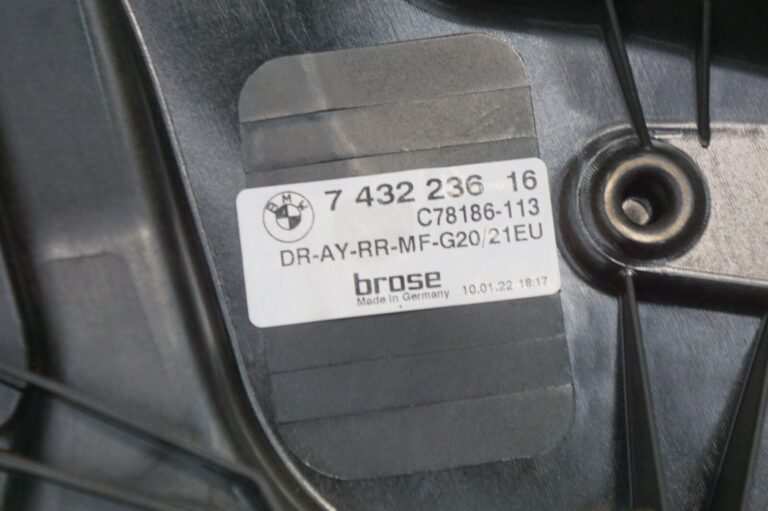 BMW
7 432 236 16
C78186-113
DR-AY-RR-MF-G20/21EU
brose
Made in Germany 10.01.22 18:17